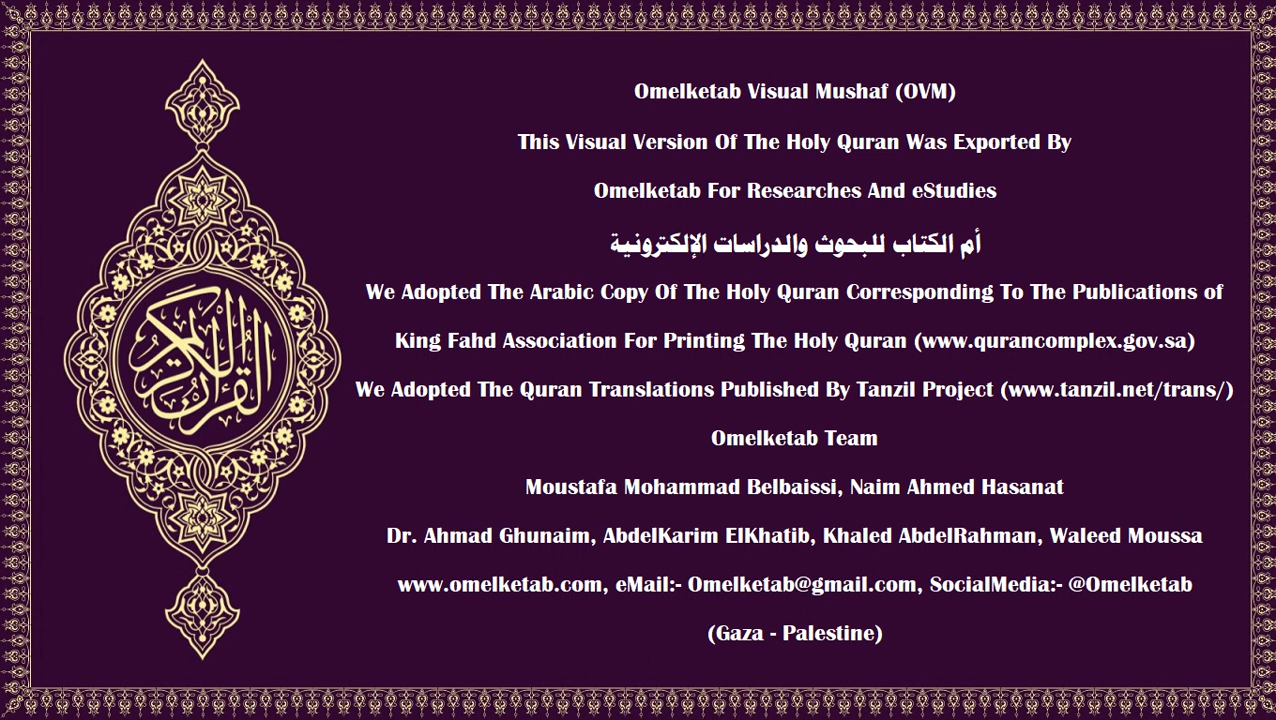 Omelketab Visual Mushaf (OVM)
This Visual Version Of The Holy Quran Was Exported By
Omelketab For Researches And eStudies
أم الكتاب للبحوث والدراسات الإلكترونية
We Adopted The Arabic Copy Of The Holy Quran Corresponding To The Publications of
King Fahd Association For Printing The Holy Quran (www.qurancomplex.gov.sa)
We Adopted The Quran Translations Published By Tanzil Project (www.tanzil.net/trans/)
Omelketab Team
Moustafa Mohammad Belbaissi, Naim Ahmed Hasanat
Dr. Ahmad Ghunaim, AbdelKarim ElKhatib, Khaled AbdelRahman, Waleed Moussa
www.omelketab.com, eMail:- Omelketab@gmail.com, SocialMedia:- @Omelketab
(Gaza - Palestine)
القرآن الكريم